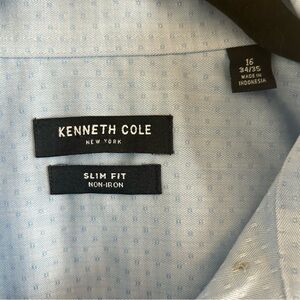 16
34/35
MADE IN
INDONESIA
KENNETH COLE
NEW YORK
SLIM FIT
NON-IRON